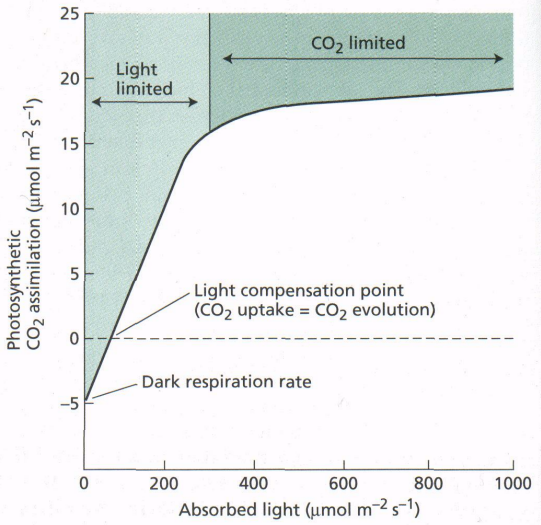 25
20
15
10
5
0
–5
Photosynthetic
CO₂ assimilation (μmol m⁻² s⁻¹)
Light
limited
CO₂ limited
Light compensation point
(CO₂ uptake = CO₂ evolution)
Dark respiration rate
0 200 400 600 800 1000
Absorbed light (μmol m⁻² s⁻¹)